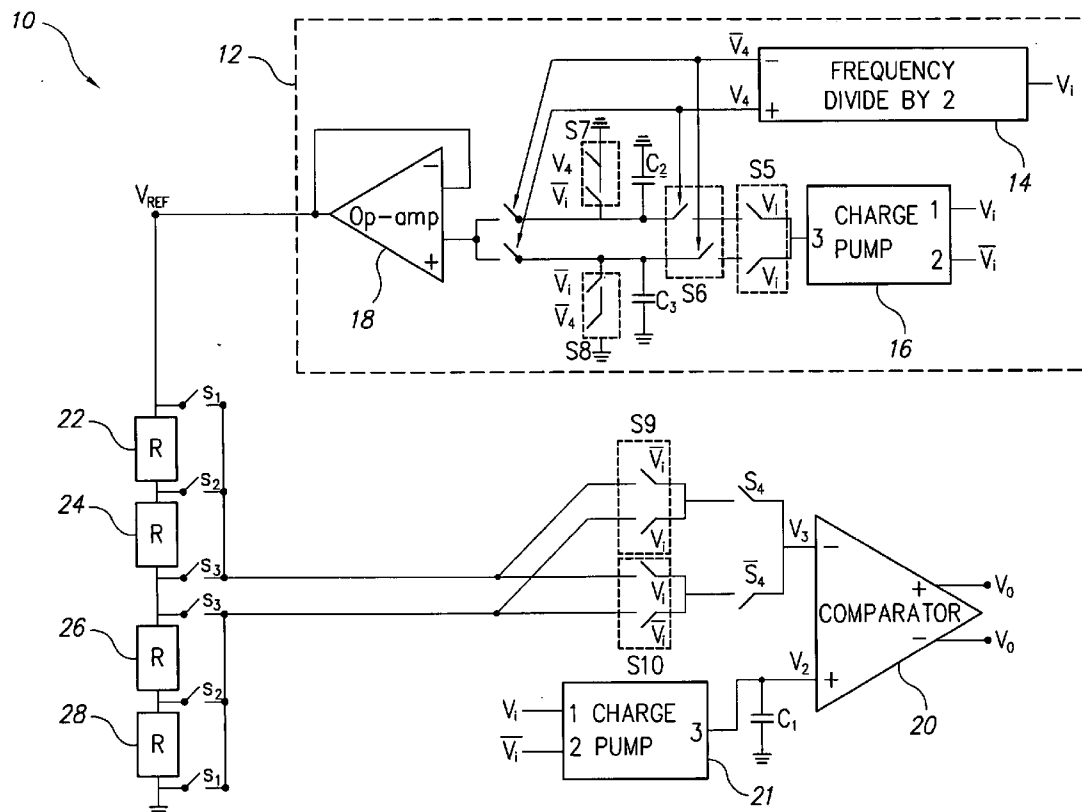 10
12
V̅₄
V₄
−
+
FREQUENCY
DIVIDE BY 2
Vᵢ
14
S7
V₄
V̅ᵢ
C₂
S5
Vᵢ
Vᵢ
S6
3
CHARGE
PUMP
1
2
Vᵢ
V̅ᵢ
16
V_REF
−
Op-amp
+
18
V̅ᵢ
V̅₄
S8
C₃
22
R
S₁
24
R
S₂
S₃
S₃
26
R
S₂
28
R
S₁
S9
V̅ᵢ
Vᵢ
S₄
Vᵢ
V̅ᵢ
S̅₄
S10
V₃
−
+
V₀
COMPARATOR
−
V₀
V₂
+
20
Vᵢ
1
CHARGE
V̅ᵢ
2
PUMP
3
21
C₁